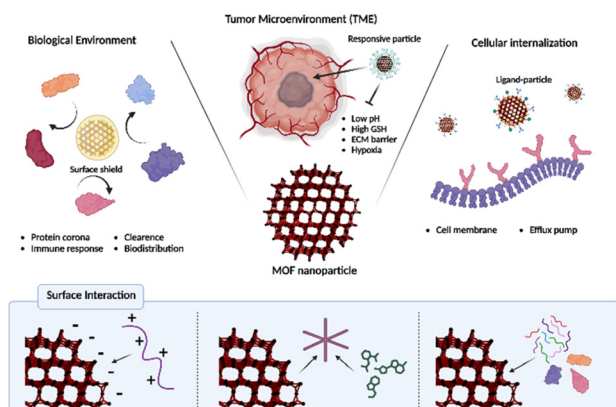 Tumor Microenvironment (TME)
Biological Environment
Responsive particle
Cellular internalization
Ligand-particle
• Low pH
• High GSH
• ECM barrier
• Hypoxia
Surface shield
• Protein corona
• Clearence
• Immune response
• Biodistribution
MOF nanoparticle
• Cell membrane
• Efflux pump
Surface Interaction
- + +
- -
- + +
-